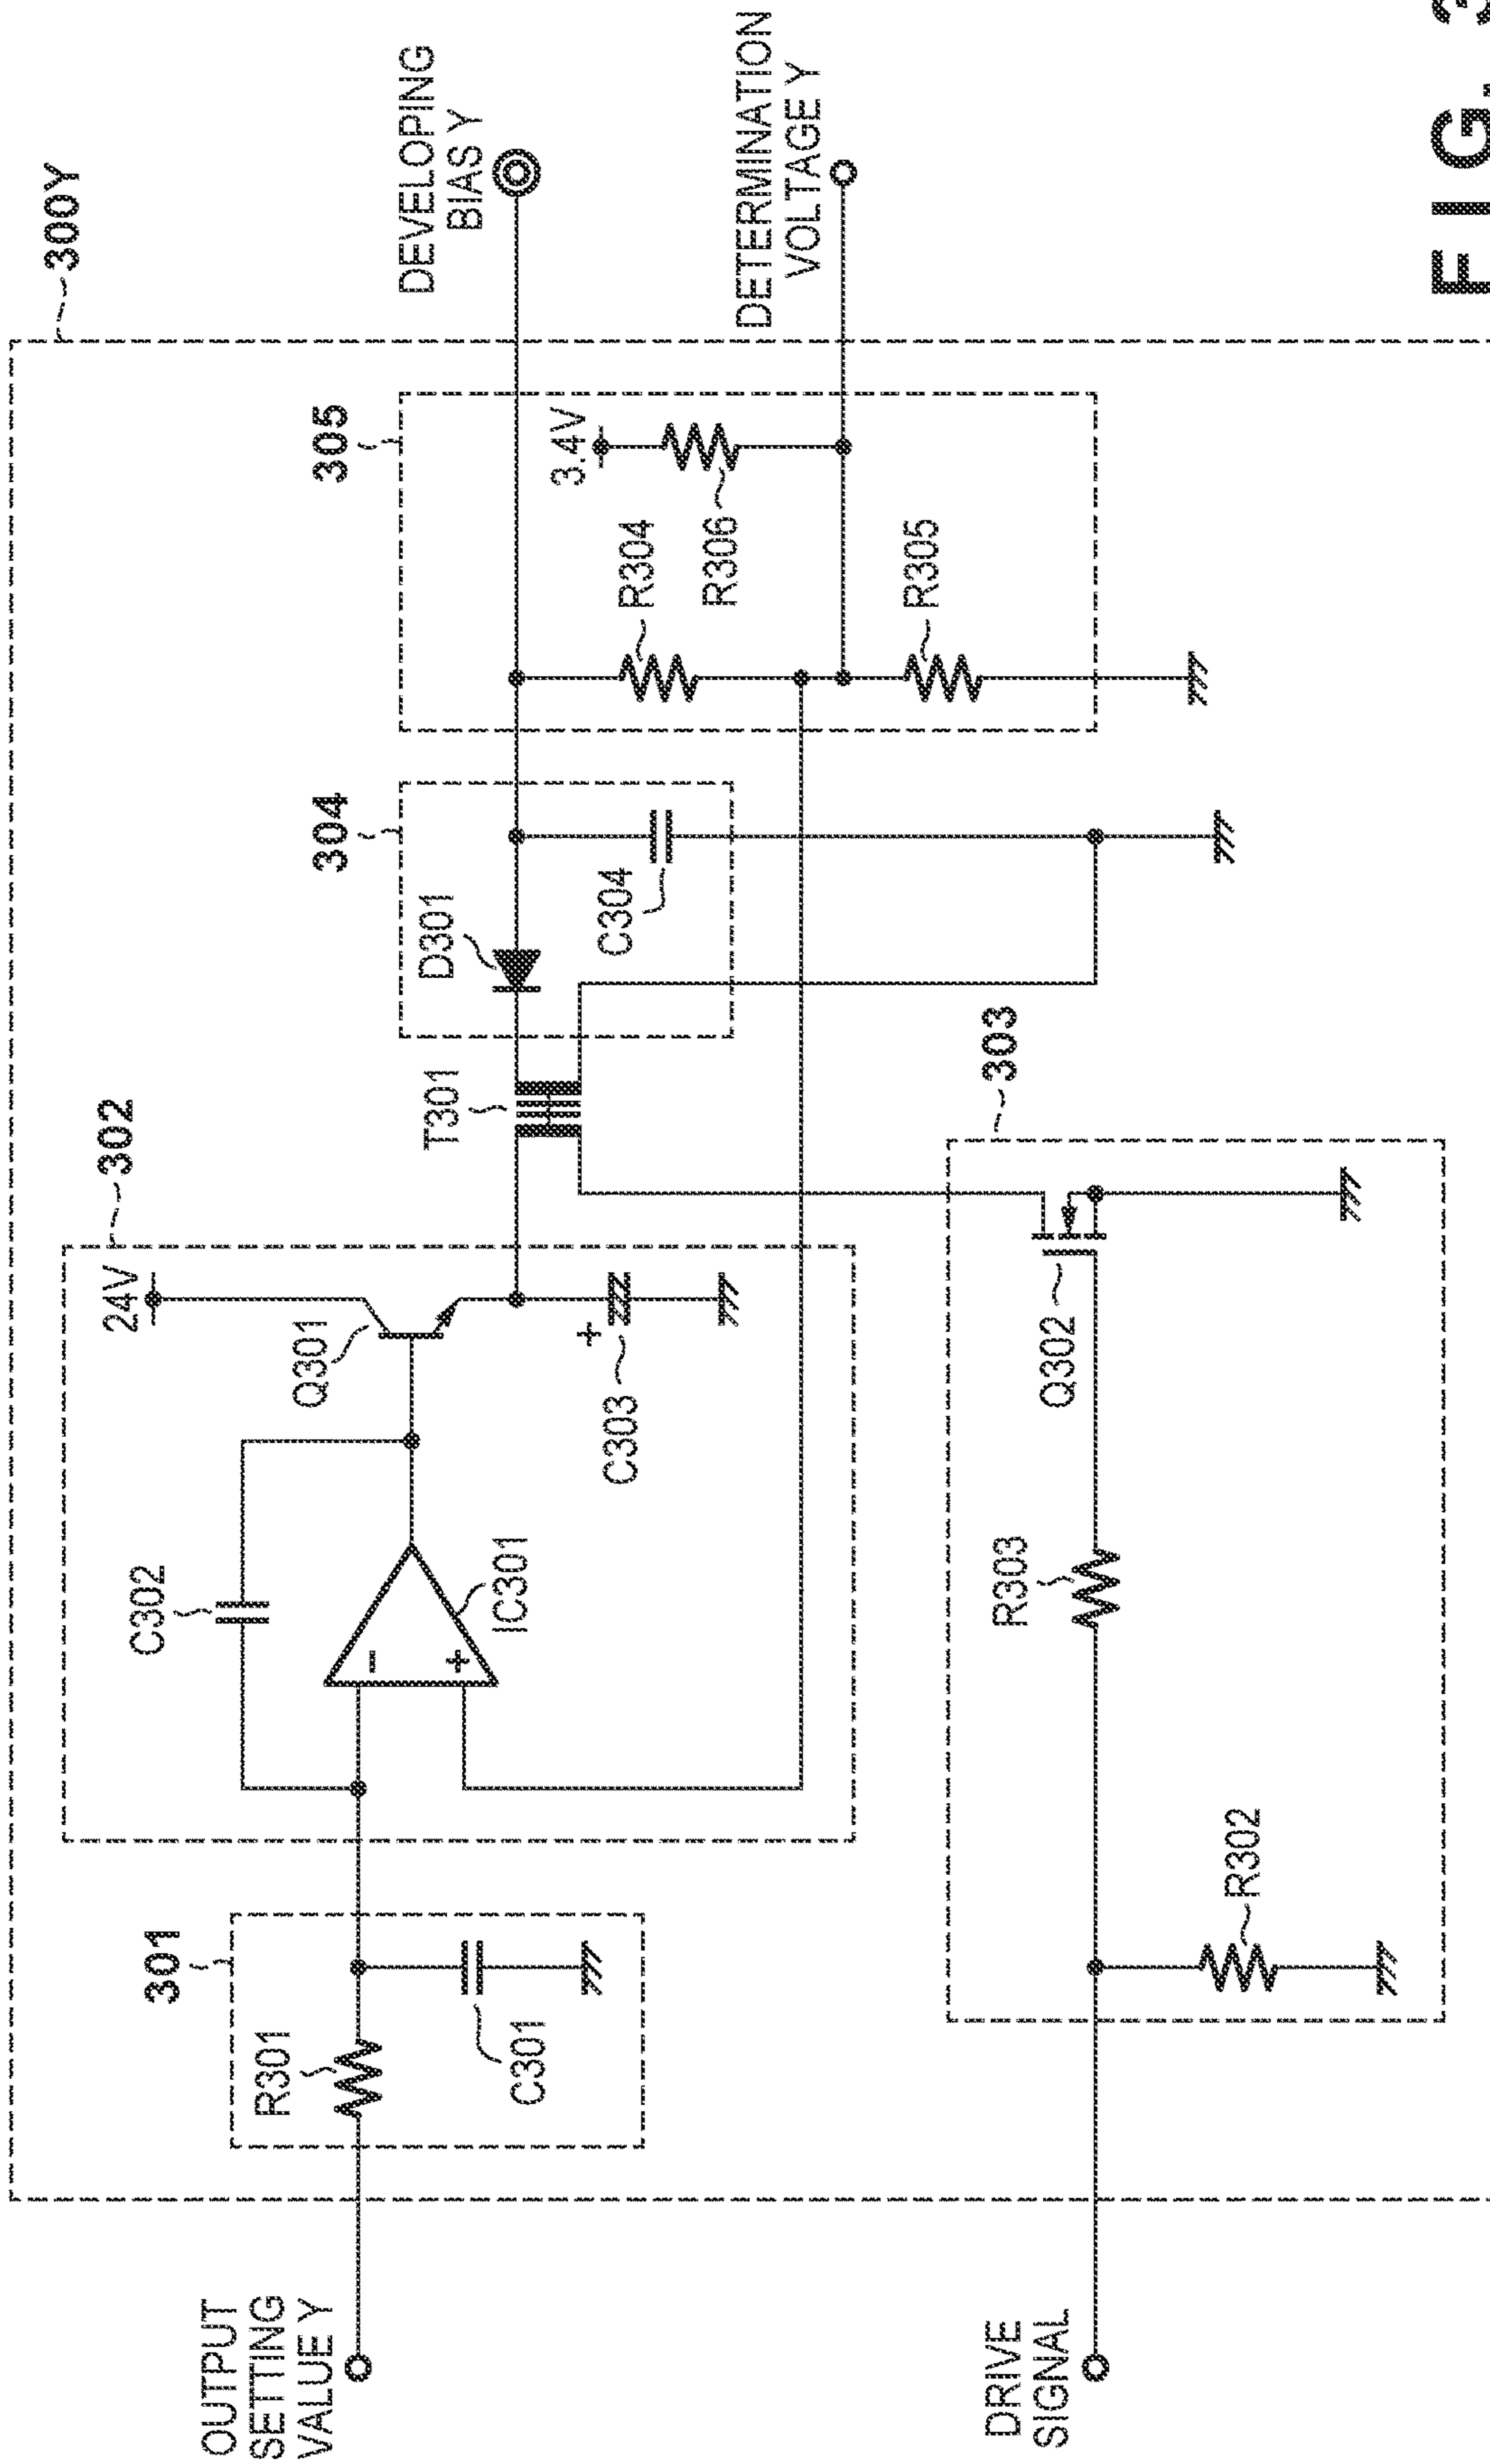 300Y
302
24V
Q301
C302
IC301
C303
301
R301
C301
OUTPUT
SETTING
VALUE Y
T301
304
D301
C304
305
3.4V
R304
R306
R305
DEVELOPING
BIAS Y
DETERMINATION
VOLTAGE Y
303
Q302
R303
R302
DRIVE
SIGNAL
-
+
+
FIG. 3